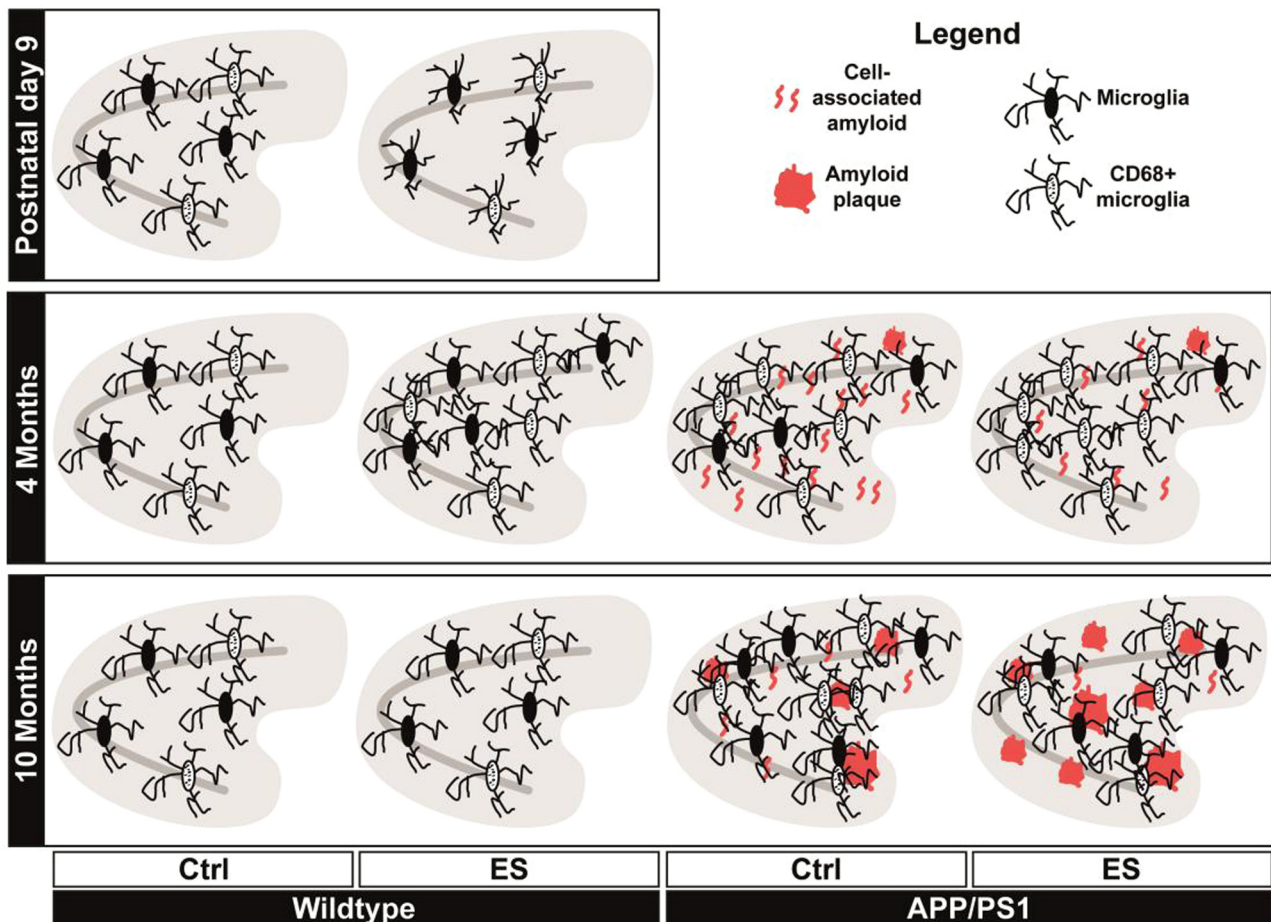 Postnatal day 9
Legend
Cell-
associated
amyloid
Microglia
Amyloid
plaque
CD68+
microglia
4 Months
10 Months
Ctrl
ES
Ctrl
ES
Wildtype
APP/PS1